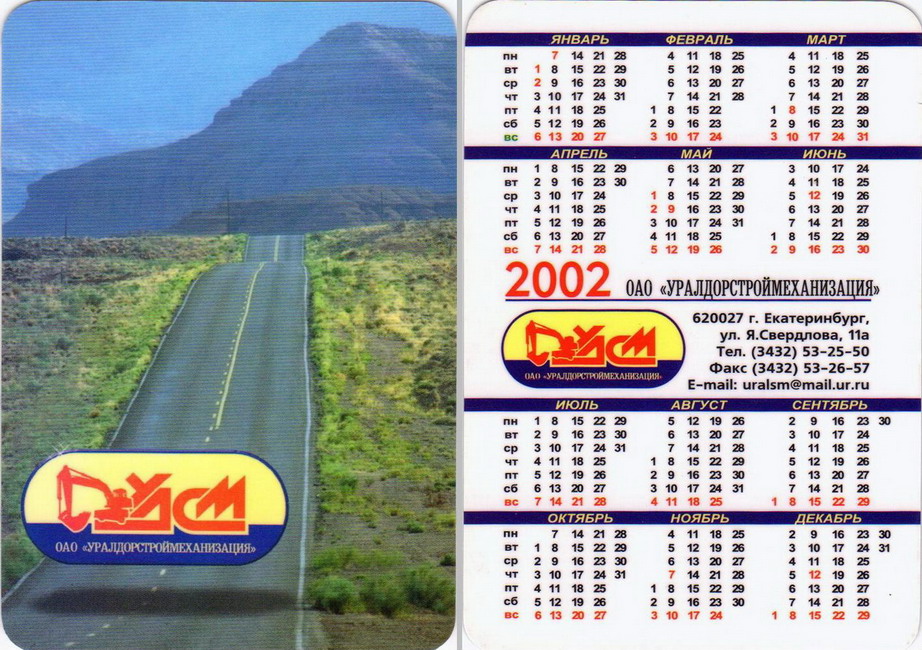 УДСМ
ОАО «УРАЛДОРСТРОЙМЕХАНИЗАЦИЯ»
ЯНВАРЬ ФЕВРАЛЬ МАРТ
пн 7 14 21 28 4 11 18 25 4 11 18 25
вт 1 8 15 22 29 5 12 19 26 5 12 19 26
ср 2 9 16 23 30 6 13 20 27 6 13 20 27
чт 3 10 17 24 31 7 14 21 28 7 14 21 28
пт 4 11 18 25 1 8 15 22 1 8 15 22 29
сб 5 12 19 26 2 9 16 23 2 9 16 23 30
вс 6 13 20 27 3 10 17 24 3 10 17 24 31
АПРЕЛЬ МАЙ ИЮНЬ
пн 1 8 15 22 29 6 13 20 27 3 10 17 24
вт 2 9 16 23 30 7 14 21 28 4 11 18 25
ср 3 10 17 24 1 8 15 22 29 5 12 19 26
чт 4 11 18 25 2 9 16 23 30 6 13 20 27
пт 5 12 19 26 3 10 17 24 31 7 14 21 28
сб 6 13 20 27 4 11 18 25 1 8 15 22 29
вс 7 14 21 28 5 12 19 26 2 9 16 23 30
2002 ОАО «УРАЛДОРСТРОЙМЕХАНИЗАЦИЯ»
УДСМ
ОАО «УРАЛДОРСТРОЙМЕХАНИЗАЦИЯ»
620027 г. Екатеринбург,
ул. Я.Свердлова, 11а
Тел. (3432) 53-25-50
Факс (3432) 53-26-57
E-mail: uralsm@mail.ur.ru
ИЮЛЬ АВГУСТ СЕНТЯБРЬ
пн 1 8 15 22 29 5 12 19 26 2 9 16 23 30
вт 2 9 16 23 30 6 13 20 27 3 10 17 24
ср 3 10 17 24 31 7 14 21 28 4 11 18 25
чт 4 11 18 25 1 8 15 22 29 5 12 19 26
пт 5 12 19 26 2 9 16 23 30 6 13 20 27
сб 6 13 20 27 3 10 17 24 31 7 14 21 28
вс 7 14 21 28 4 11 18 25 1 8 15 22 29
ОКТЯБРЬ НОЯБРЬ ДЕКАБРЬ
пн 7 14 21 28 4 11 18 25 2 9 16 23 30
вт 1 8 15 22 29 5 12 19 26 3 10 17 24 31
ср 2 9 16 23 30 6 13 20 27 4 11 18 25
чт 3 10 17 24 31 7 14 21 28 5 12 19 26
пт 4 11 18 25 1 8 15 22 29 6 13 20 27
сб 5 12 19 26 2 9 16 23 30 7 14 21 28
вс 6 13 20 27 3 10 17 24 1 8 15 22 29